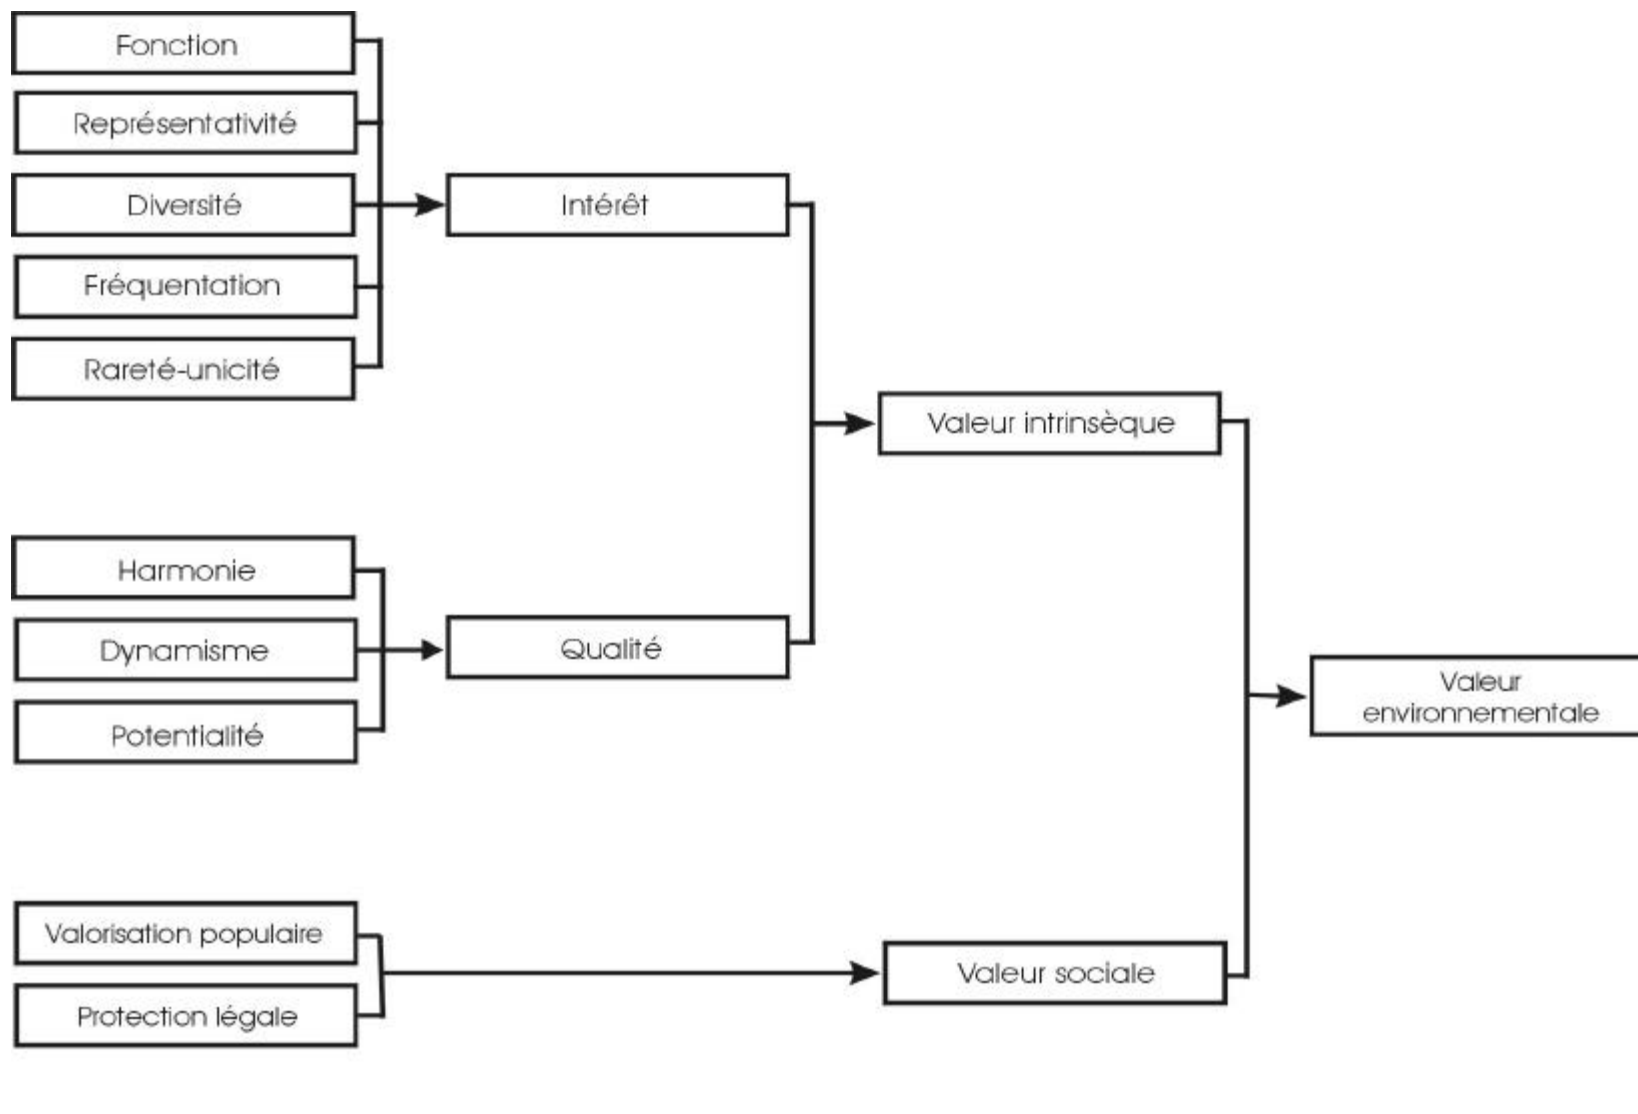 Fonction
Représentativité
Diversité
Fréquentation
Rareté-unicité
Intérêt
Valeur intrinsèque
Harmonie
Dynamisme
Potentialité
Qualité
Valeur
environnementale
Valorisation populaire
Protection légale
Valeur sociale